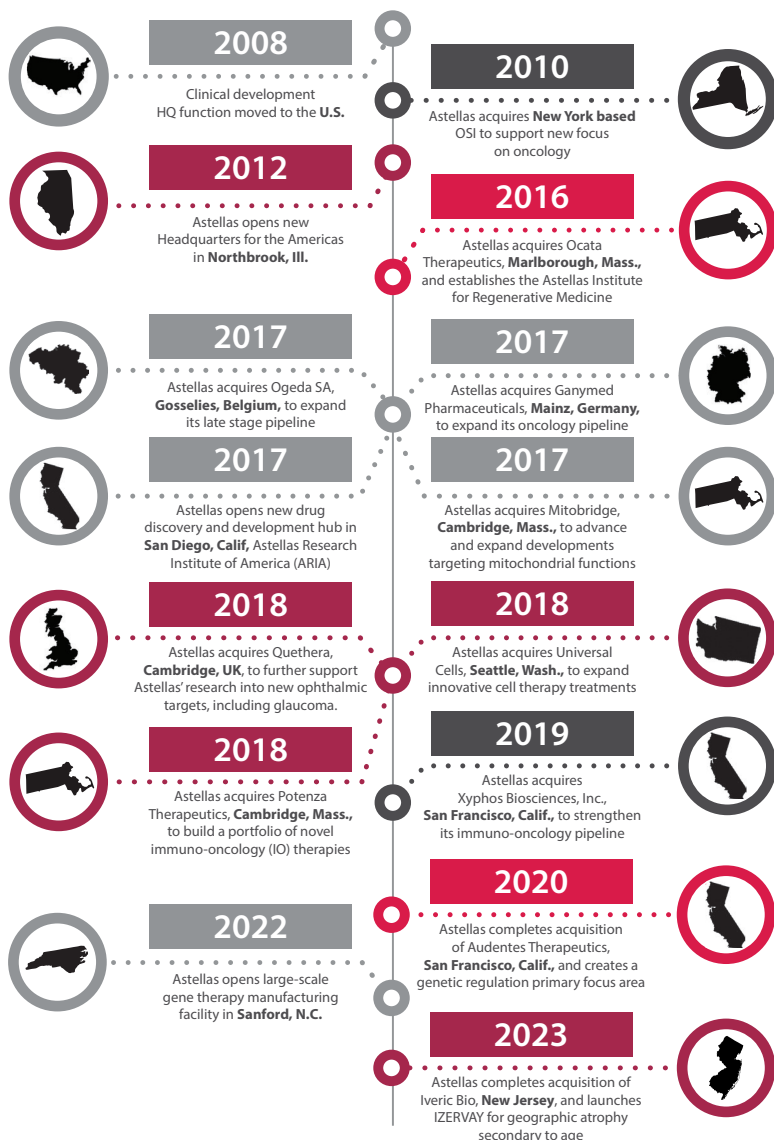 2008
Clinical development
HQ function moved to the U.S.
2010
Astellas acquires New York based
OSI to support new focus
on oncology
2012
Astellas opens new
Headquarters for the Americas
in Northbrook, Ill.
2016
Astellas acquires Ocata
Therapeutics, Marlborough, Mass.,
and establishes the Astellas Institute
for Regenerative Medicine
2017
Astellas acquires Ogeda SA,
Gosselies, Belgium, to expand
its late stage pipeline
2017
Astellas acquires Ganymed
Pharmaceuticals, Mainz, Germany,
to expand its oncology pipeline
2017
Astellas opens new drug
discovery and development hub in
San Diego, Calif, Astellas Research
Institute of America (ARIA)
2017
Astellas acquires Mitobridge,
Cambridge, Mass., to advance
and expand developments
targeting mitochondrial functions
2018
Astellas acquires Quethera,
Cambridge, UK, to further support
Astellas’ research into new ophthalmic
targets, including glaucoma.
2018
Astellas acquires Universal
Cells, Seattle, Wash., to expand
innovative cell therapy treatments
2018
Astellas acquires Potenza
Therapeutics, Cambridge, Mass.,
to build a portfolio of novel
immuno-oncology (IO) therapies
2019
Astellas acquires
Xyphos Biosciences, Inc.,
San Francisco, Calif., to strengthen
its immuno-oncology pipeline
2020
Astellas completes acquisition
of Audentes Therapeutics,
San Francisco, Calif., and creates a
genetic regulation primary focus area
2022
Astellas opens large-scale
gene therapy manufacturing
facility in Sanford, N.C.
2023
Astellas completes acquisition of
Iveric Bio, New Jersey, and launches
IZERVAY for geographic atrophy
secondary to age